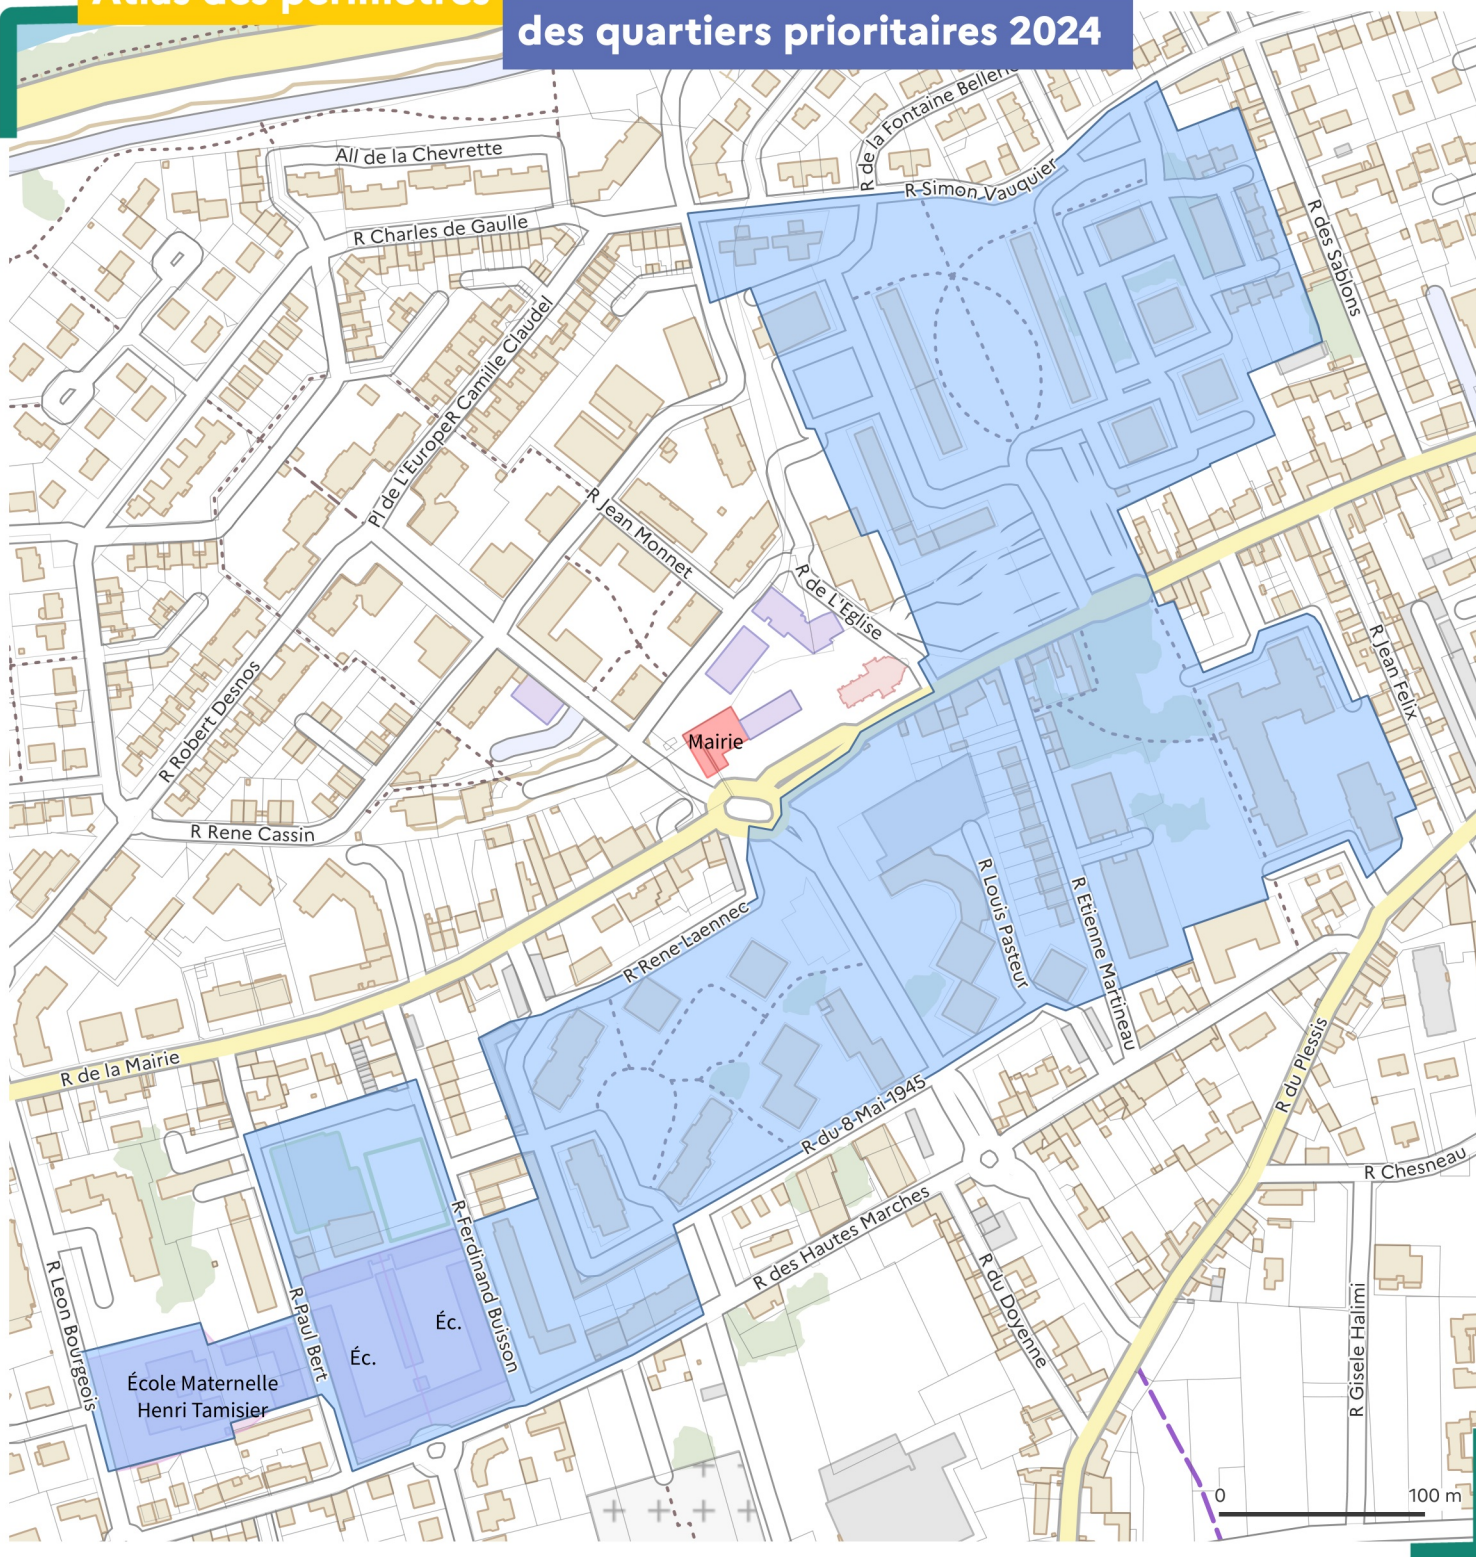 Atlas des périmètres
des quartiers prioritaires 2024
All de la Chevrette
R de la Fontaine Bellen
R Simon Vauquier
R Charles de Gaulle
R des Sablons
R Camille Claudel
Pl de L'Europe
R Jean Monnet
R de L'Eglise
R Jean Felix
R Robert Desnos
Mairie
R Rene Cassin
R Louis Pasteur
R Etienne Martineau
R Rene Laennec
R de la Mairie
R du Plessis
R du 8 Mai 1945
R Chesneau
R des Hautes Marches
R Ferdinand Buisson
R Leon Bourgeois
R Paul Bert
R du Doyenne
R Gisele Halimi
Éc.
Éc.
École Maternelle
Henri Tamisier
0 100 m